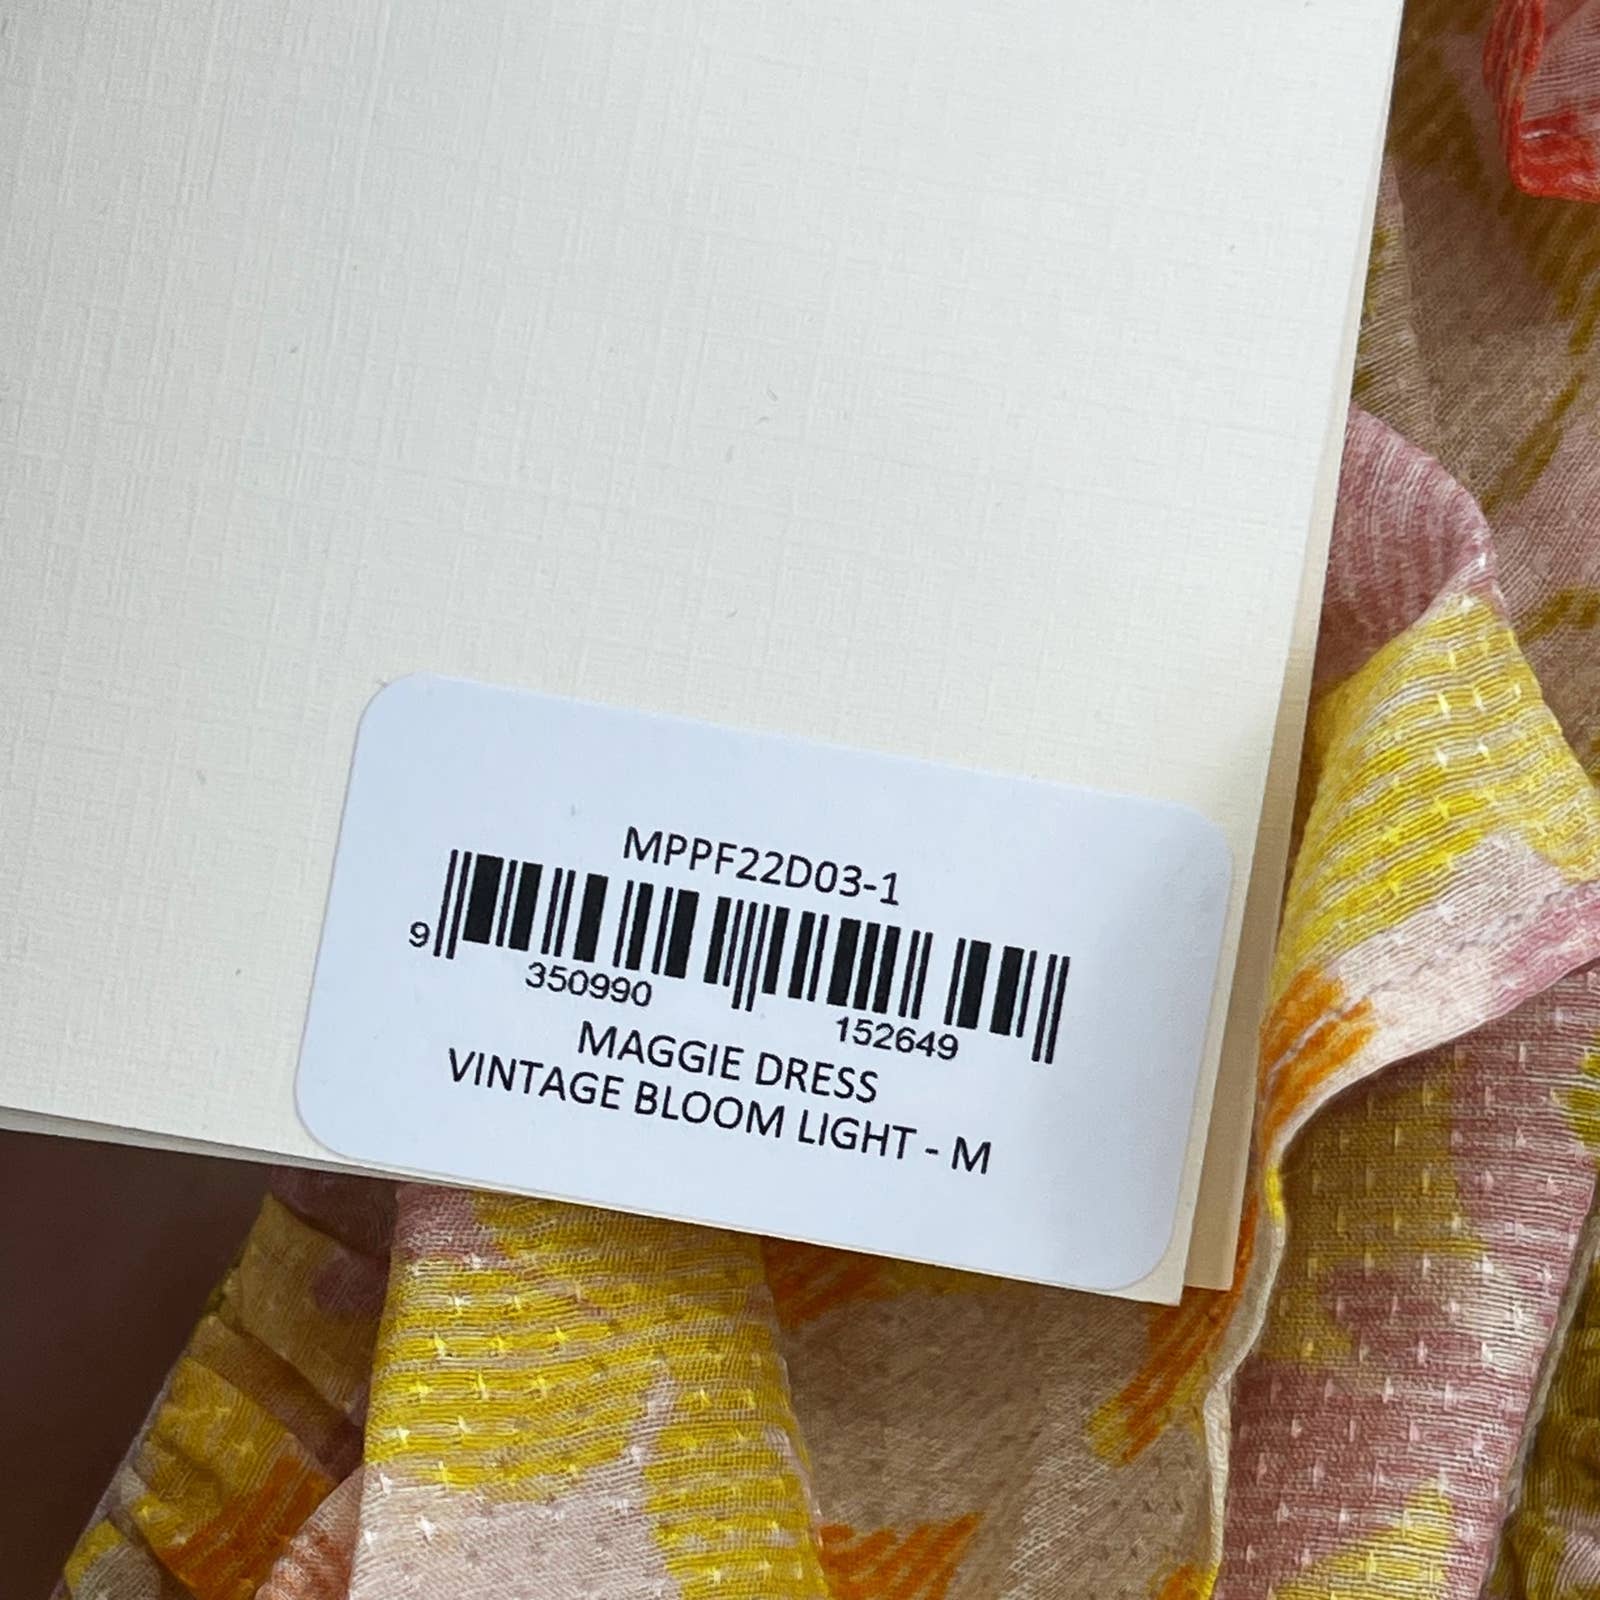 MPPF22D03-1
9 350990 152649
MAGGIE DRESS
VINTAGE BLOOM LIGHT - M